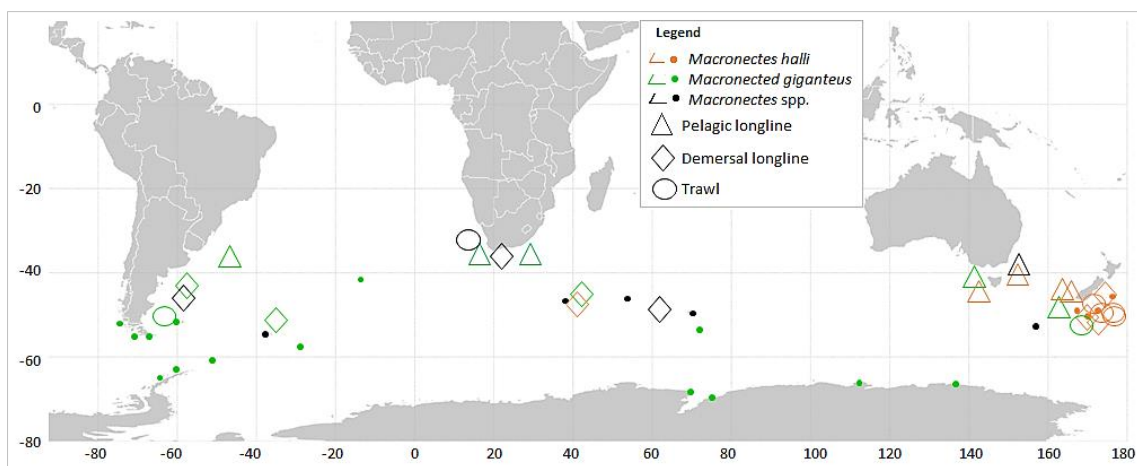 Legend
Macronectes halli
Macronected giganteus
Macronectes spp.
Pelagic longline
Demersal longline
Trawl
0
-20
-40
-60
-80
-80 -60 -40 -20 0 20 40 60 80 100 120 140 160 180